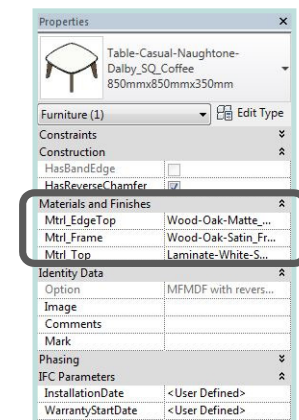 Properties
Table-Casual-Naughtone-
Dalby_SQ_Coffee
850mmx850mmx350mm
Furniture (1)
Edit Type
Constraints
Construction
HasBandEdge
HasReverseChamfer
Materials and Finishes
Mtrl_EdgeTop Wood-Oak-Matte_...
Mtrl_Frame Wood-Oak-Satin_Fr...
Mtrl_Top Laminate-White-S...
Identity Data
Option MFMDF with revers...
Image
Comments
Mark
Phasing
IFC Parameters
InstallationDate <User Defined>
WarrantyStartDate <User Defined>